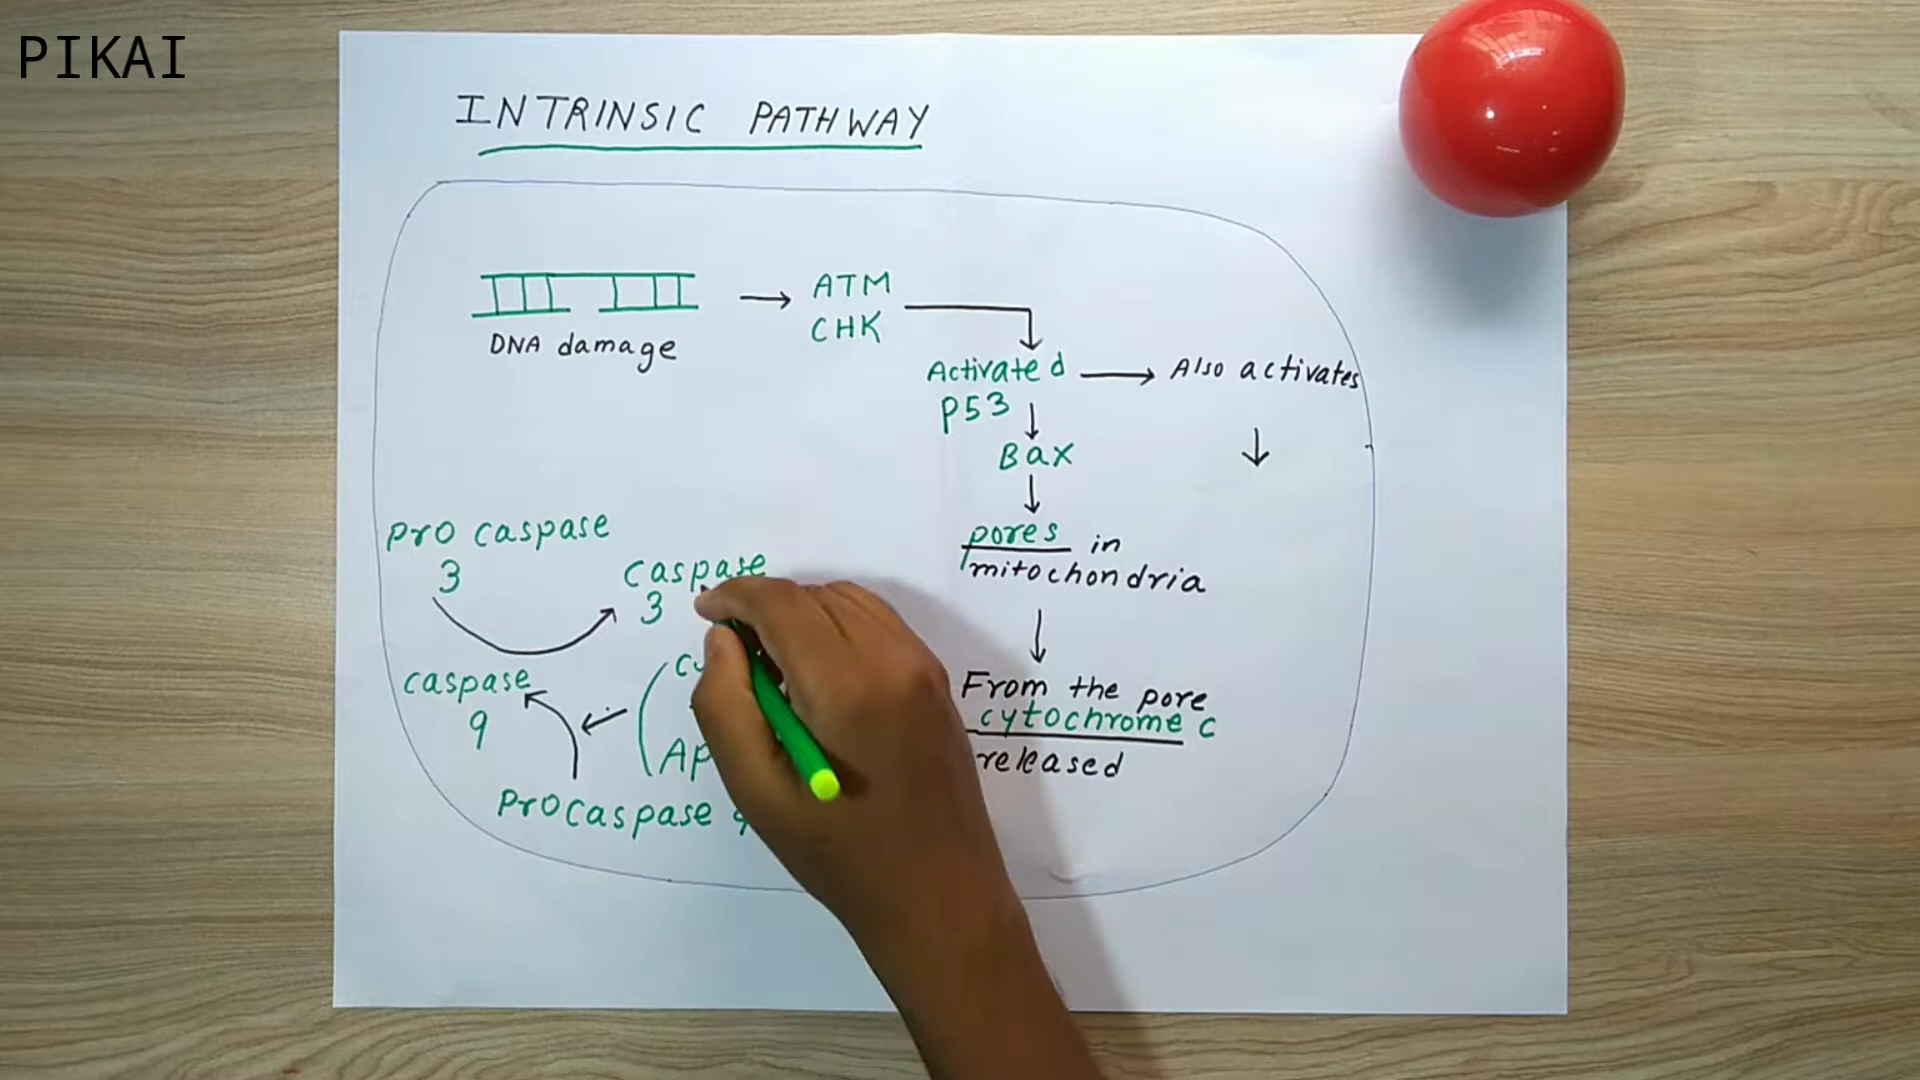 PIKAI
INTRINSIC PATHWAY
DNA damage
ATM
CHK
Activated
P53
Also activates
Bax
pores in
mitochondria
From the pore
cytochrome c
released
Pro caspase
3
caspase
3
caspase
9
Procaspase 9